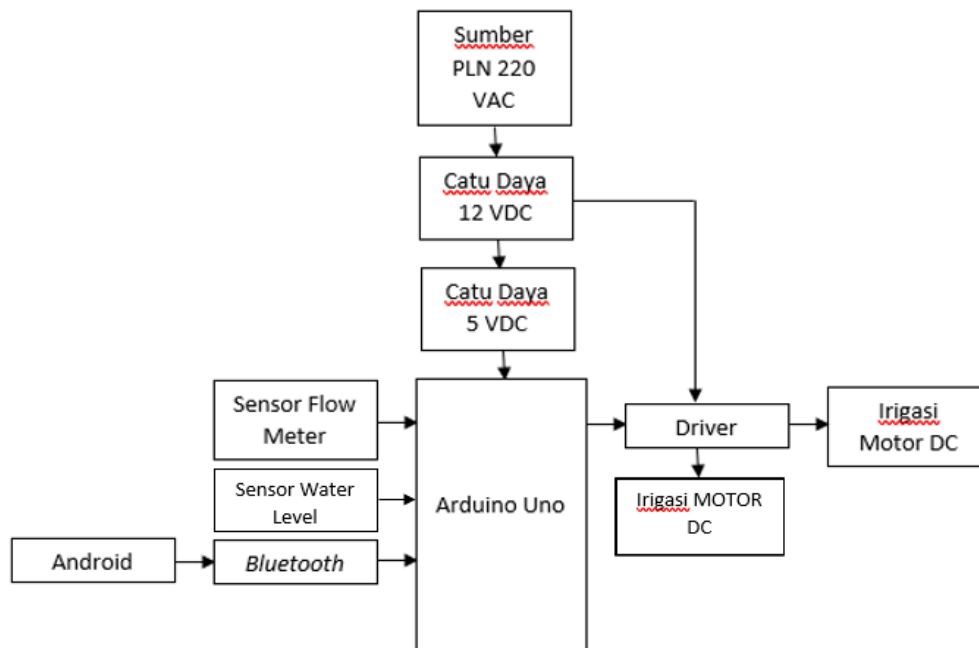 Sumber
PLN 220
VAC
Catu Daya
12 VDC
Catu Daya
5 VDC
Sensor Flow
Meter
Sensor Water
Level
Android
Bluetooth
Arduino Uno
Driver
Irigasi
Motor DC
Irigasi MOTOR
DC